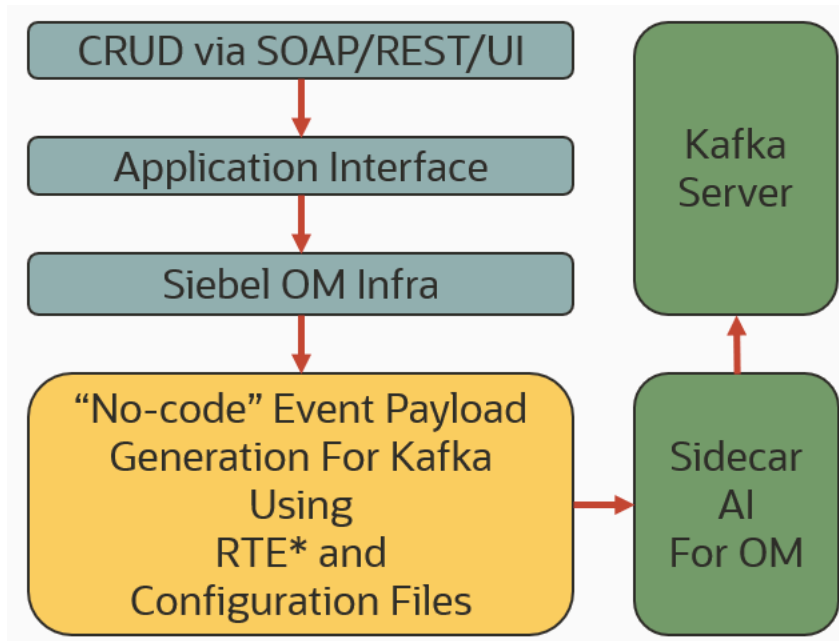 CRUD via SOAP/REST/UI
Application Interface
Siebel OM Infra
“No-code” Event Payload
Generation For Kafka
Using
RTE* and
Configuration Files
Sidecar
AI
For OM
Kafka
Server